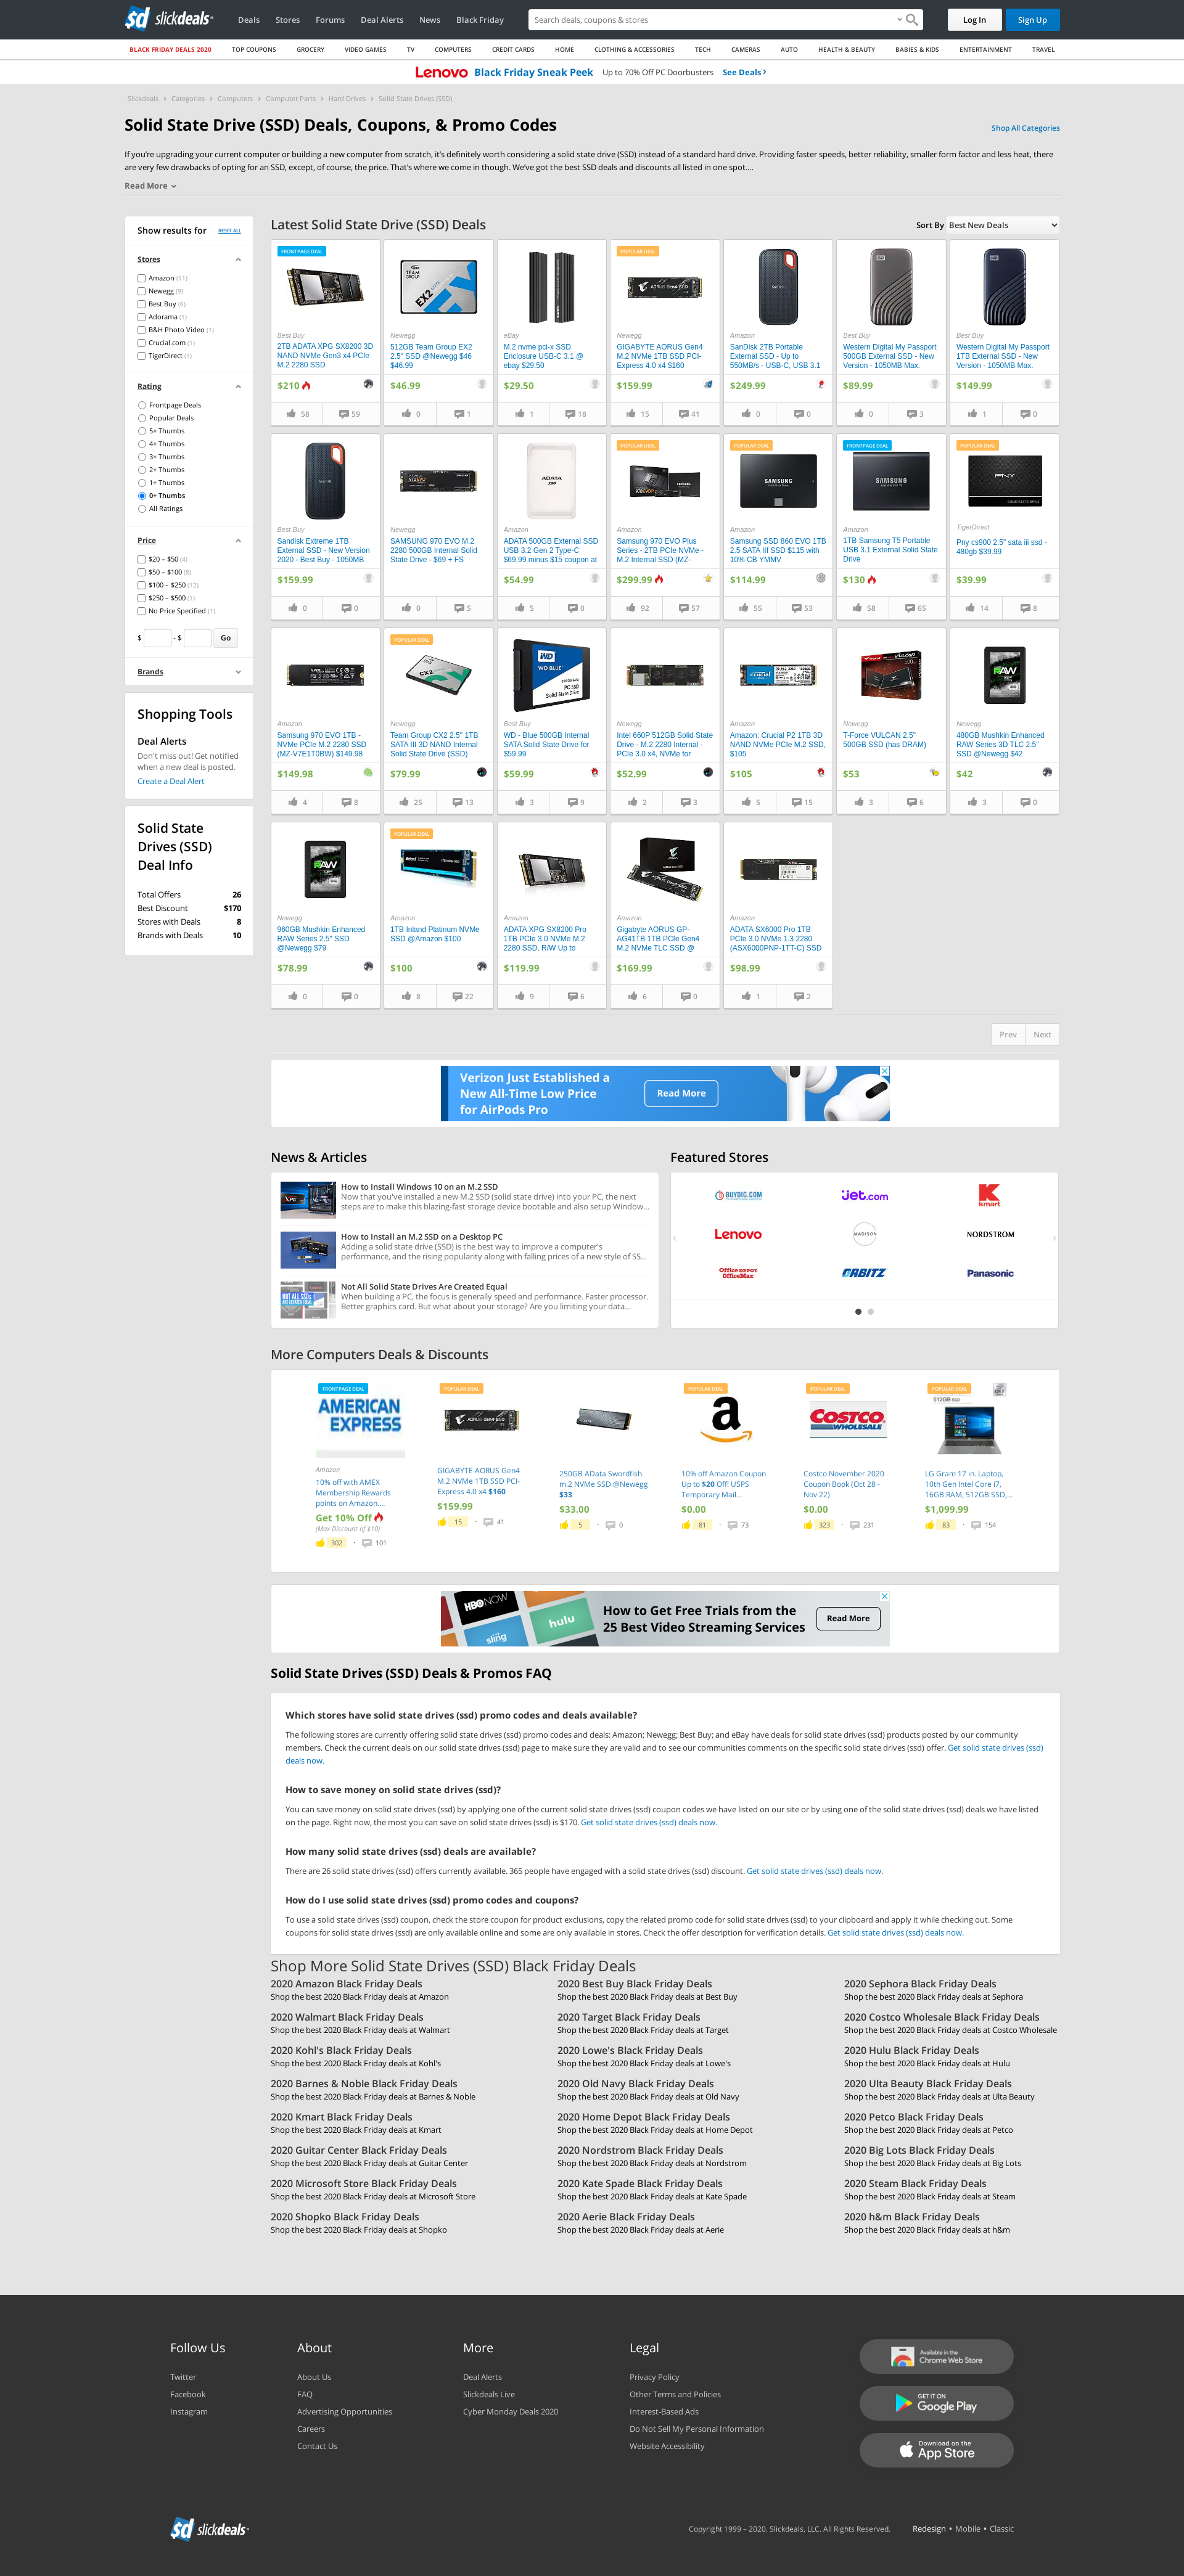 slickdeals
Deals
Stores
Forums
Deal Alerts
News
Black Friday
Search deals, coupons & stores
Log In
Sign Up
BLACK FRIDAY DEALS 2020
TOP COUPONS
GROCERY
VIDEO GAMES
TV
COMPUTERS
CREDIT CARDS
HOME
CLOTHING & ACCESSORIES
TECH
CAMERAS
AUTO
HEALTH & BEAUTY
BABIES & KIDS
ENTERTAINMENT
TRAVEL
Lenovo Black Friday Sneak Peek Up to 70% Off PC Doorbusters See Deals ›
Slickdeals › Categories › Computers › Computer Parts › Hard Drives › Solid State Drives (SSD)
Solid State Drive (SSD) Deals, Coupons, & Promo Codes
Shop All Categories
If you're upgrading your current computer or building a new computer from scratch, it's definitely worth considering a solid state drive (SSD) instead of a standard hard drive. Providing faster speeds, better reliability, smaller form factor and less heat, there
are very few drawbacks of opting for an SSD, except, of course, the price. That's where we come in though. We've got the best SSD deals and discounts all listed in one spot....
Read More
Show results for
RESET ALL
Stores
Amazon (11)
Newegg (9)
Best Buy (6)
Adorama (1)
B&H Photo Video (1)
Crucial.com (1)
TigerDirect (1)
Rating
Frontpage Deals
Popular Deals
5+ Thumbs
4+ Thumbs
3+ Thumbs
2+ Thumbs
1+ Thumbs
0+ Thumbs
All Ratings
Price
$20 – $50 (4)
$50 – $100 (8)
$100 – $250 (12)
$250 – $500 (1)
No Price Specified (1)
$ - $ Go
Brands
Shopping Tools
Deal Alerts
Don't miss out! Get notified
when a new deal is posted.
Create a Deal Alert
Solid State
Drives (SSD)
Deal Info
Total Offers 26
Best Discount $170
Stores with Deals 8
Brands with Deals 10
Latest Solid State Drive (SSD) Deals
Sort By Best New Deals
FRONTPAGE DEAL
Best Buy
2TB ADATA XPG SX8200 3D
NAND NVMe Gen3 x4 PCIe
M.2 2280 SSD
$210
58 59
Newegg
512GB Team Group EX2
2.5" SSD @Newegg $46
$46.99
$46.99
0 1
eBay
M.2 nvme pci-x SSD
Enclosure USB-C 3.1 @
ebay $29.50
$29.50
1 18
POPULAR DEAL
Newegg
GIGABYTE AORUS Gen4
M.2 NVMe 1TB SSD PCI-
Express 4.0 x4 $160
$159.99
15 41
Amazon
SanDisk 2TB Portable
External SSD - Up to
550MB/s - USB-C, USB 3.1
$249.99
0 0
Best Buy
Western Digital My Passport
500GB External SSD - New
Version - 1050MB Max.
$89.99
0 3
Best Buy
Western Digital My Passport
1TB External SSD - New
Version - 1050MB Max.
$149.99
1 0
Best Buy
Sandisk Extreme 1TB
External SSD - New Version
2020 - Best Buy - 1050MB
$159.99
0 0
Newegg
SAMSUNG 970 EVO M.2
2280 500GB Internal Solid
State Drive - $69 + FS
0 5
ADATA
Amazon
ADATA 500GB External SSD
USB 3.2 Gen 2 Type-C
$69.99 minus $15 coupon at
$54.99
5 0
POPULAR DEAL
Amazon
Samsung 970 EVO Plus
Series - 2TB PCIe NVMe -
M.2 Internal SSD (MZ-
$299.99
92 57
POPULAR DEAL
SAMSUNG
Amazon
Samsung SSD 860 EVO 1TB
2.5 SATA III SSD $115 with
10% CB YMMV
$114.99
55 53
FRONTPAGE DEAL
SAMSUNG
Amazon
1TB Samsung T5 Portable
USB 3.1 External Solid State
Drive
$130
58 65
POPULAR DEAL
PNY
TigerDirect
Pny cs900 2.5" sata iii ssd -
480gb $39.99
$39.99
14 8
Amazon
Samsung 970 EVO 1TB -
NVMe PCIe M.2 2280 SSD
(MZ-V7E1T0BW) $149.98
$149.98
4 8
POPULAR DEAL
CX2
Newegg
Team Group CX2 2.5" 1TB
SATA III 3D NAND Internal
Solid State Drive (SSD)
$79.99
25 13
WD BLUE
Best Buy
WD - Blue 500GB Internal
SATA Solid State Drive for
$59.99
$59.99
3 9
Newegg
Intel 660P 512GB Solid State
Drive - M.2 2280 Internal -
PCIe 3.0 x4, NVMe for
$52.99
2 3
crucial
Amazon
Amazon: Crucial P2 1TB 3D
NAND NVMe PCIe M.2 SSD,
$105
$105
5 15
VULCAN
Newegg
T-Force VULCAN 2.5"
500GB SSD (has DRAM)
$53
3 6
RAW
Newegg
480GB Mushkin Enhanced
RAW Series 3D TLC 2.5"
SSD @Newegg $42
$42
3 0
RAW
Newegg
960GB Mushkin Enhanced
RAW Series 2.5" SSD
@Newegg $79
$78.99
0 0
POPULAR DEAL
Amazon
1TB Inland Platinum NVMe
SSD @Amazon $100
$100
8 22
Amazon
ADATA XPG SX8200 Pro
1TB PCIe 3.0 NVMe M.2
2280 SSD, R/W Up to
$119.99
9 6
Amazon
Gigabyte AORUS GP-
AG41TB 1TB PCIe Gen4
M.2 NVMe TLC SSD @
$169.99
6 0
Amazon
ADATA SX6000 Pro 1TB
PCIe 3.0 NVMe 1.3 2280
(ASX6000PNP-1TT-C) SSD
$98.99
1 2
Prev Next
Verizon Just Established a
New All-Time Low Price
for AirPods Pro
Read More
News & Articles
How to Install Windows 10 on an M.2 SSD
Now that you've installed a new M.2 SSD (solid state drive) into your PC, the next
steps are to make this blazing-fast storage device bootable and also setup Window...
How to Install an M.2 SSD on a Desktop PC
Adding a solid state drive (SSD) is the best way to improve a computer's
performance, and the rising popularity along with falling prices of a new style of SS...
Not All Solid State Drives Are Created Equal
When building a PC, the focus is generally speed and performance. Faster processor.
Better graphics card. But what about your storage? Are you limiting your data...
Featured Stores
BUYDIG.COM
Jet.com
kmart
Lenovo
MADISON
NORDSTROM
Office DEPOT
OfficeMax
ORBITZ
Panasonic
More Computers Deals & Discounts
FRONTPAGE DEAL
AMERICAN
EXPRESS
Amazon
10% off with AMEX
Membership Rewards
points on Amazon....
Get 10% Off
(Max Discount of $10)
302 101
POPULAR DEAL
GIGABYTE AORUS Gen4
M.2 NVMe 1TB SSD PCI-
Express 4.0 x4 $160
$159.99
15 41
250GB AData Swordfish
m.2 NVMe SSD @Newegg
$33
$33.00
5 0
POPULAR DEAL
10% off Amazon Coupon
Up to $20 Off! USPS
Temporary Mail...
$0.00
81 73
POPULAR DEAL
COSTCO
WHOLESALE
Costco November 2020
Coupon Book (Oct 28 -
Nov 22)
$0.00
323 231
POPULAR DEAL
512GB SSD
LG Gram 17 in. Laptop,
10th Gen Intel Core i7,
16GB RAM, 512GB SSD,...
$1,099.99
83 154
HBO NOW
hulu
sling
How to Get Free Trials from the
25 Best Video Streaming Services
Read More
Solid State Drives (SSD) Deals & Promos FAQ
Which stores have solid state drives (ssd) promo codes and deals available?
The following stores are currently offering solid state drives (ssd) promo codes and deals: Amazon; Newegg; Best Buy; and eBay have deals for solid state drives (ssd) products posted by our community
members. Check the current deals on our solid state drives (ssd) page to make sure they are valid and to see our communities comments on the specific solid state drives (ssd) offer. Get solid state drives (ssd)
deals now.
How to save money on solid state drives (ssd)?
You can save money on solid state drives (ssd) by applying one of the current solid state drives (ssd) coupon codes we have listed on our site or by using one of the solid state drives (ssd) deals we have listed
on the page. Right now, the most you can save on solid state drives (ssd) is $170. Get solid state drives (ssd) deals now.
How many solid state drives (ssd) deals are available?
There are 26 solid state drives (ssd) offers currently available. 365 people have engaged with a solid state drives (ssd) discount. Get solid state drives (ssd) deals now.
How do I use solid state drives (ssd) promo codes and coupons?
To use a solid state drives (ssd) coupon, check the store coupon for product exclusions, copy the related promo code for solid state drives (ssd) to your clipboard and apply it while checking out. Some
coupons for solid state drives (ssd) are only available online and some are only available in stores. Check the offer description for verification details. Get solid state drives (ssd) deals now.
Shop More Solid State Drives (SSD) Black Friday Deals
2020 Amazon Black Friday Deals
Shop the best 2020 Black Friday deals at Amazon
2020 Best Buy Black Friday Deals
Shop the best 2020 Black Friday deals at Best Buy
2020 Sephora Black Friday Deals
Shop the best 2020 Black Friday deals at Sephora
2020 Walmart Black Friday Deals
Shop the best 2020 Black Friday deals at Walmart
2020 Target Black Friday Deals
Shop the best 2020 Black Friday deals at Target
2020 Costco Wholesale Black Friday Deals
Shop the best 2020 Black Friday deals at Costco Wholesale
2020 Kohl's Black Friday Deals
Shop the best 2020 Black Friday deals at Kohl's
2020 Lowe's Black Friday Deals
Shop the best 2020 Black Friday deals at Lowe's
2020 Hulu Black Friday Deals
Shop the best 2020 Black Friday deals at Hulu
2020 Barnes & Noble Black Friday Deals
Shop the best 2020 Black Friday deals at Barnes & Noble
2020 Old Navy Black Friday Deals
Shop the best 2020 Black Friday deals at Old Navy
2020 Ulta Beauty Black Friday Deals
Shop the best 2020 Black Friday deals at Ulta Beauty
2020 Kmart Black Friday Deals
Shop the best 2020 Black Friday deals at Kmart
2020 Home Depot Black Friday Deals
Shop the best 2020 Black Friday deals at Home Depot
2020 Petco Black Friday Deals
Shop the best 2020 Black Friday deals at Petco
2020 Guitar Center Black Friday Deals
Shop the best 2020 Black Friday deals at Guitar Center
2020 Nordstrom Black Friday Deals
Shop the best 2020 Black Friday deals at Nordstrom
2020 Big Lots Black Friday Deals
Shop the best 2020 Black Friday deals at Big Lots
2020 Microsoft Store Black Friday Deals
Shop the best 2020 Black Friday deals at Microsoft Store
2020 Kate Spade Black Friday Deals
Shop the best 2020 Black Friday deals at Kate Spade
2020 Steam Black Friday Deals
Shop the best 2020 Black Friday deals at Steam
2020 Shopko Black Friday Deals
Shop the best 2020 Black Friday deals at Shopko
2020 Aerie Black Friday Deals
Shop the best 2020 Black Friday deals at Aerie
2020 h&m Black Friday Deals
Shop the best 2020 Black Friday deals at h&m
Follow Us
Twitter
Facebook
Instagram
About
About Us
FAQ
Advertising Opportunities
Careers
Contact Us
More
Deal Alerts
Slickdeals Live
Cyber Monday Deals 2020
Legal
Privacy Policy
Other Terms and Policies
Interest-Based Ads
Do Not Sell My Personal Information
Website Accessibility
Available in the
Chrome Web Store
GET IT ON
Google Play
Download on the
App Store
slickdeals
Copyright 1999 – 2020. Slickdeals, LLC. All Rights Reserved.
Redesign • Mobile • Classic